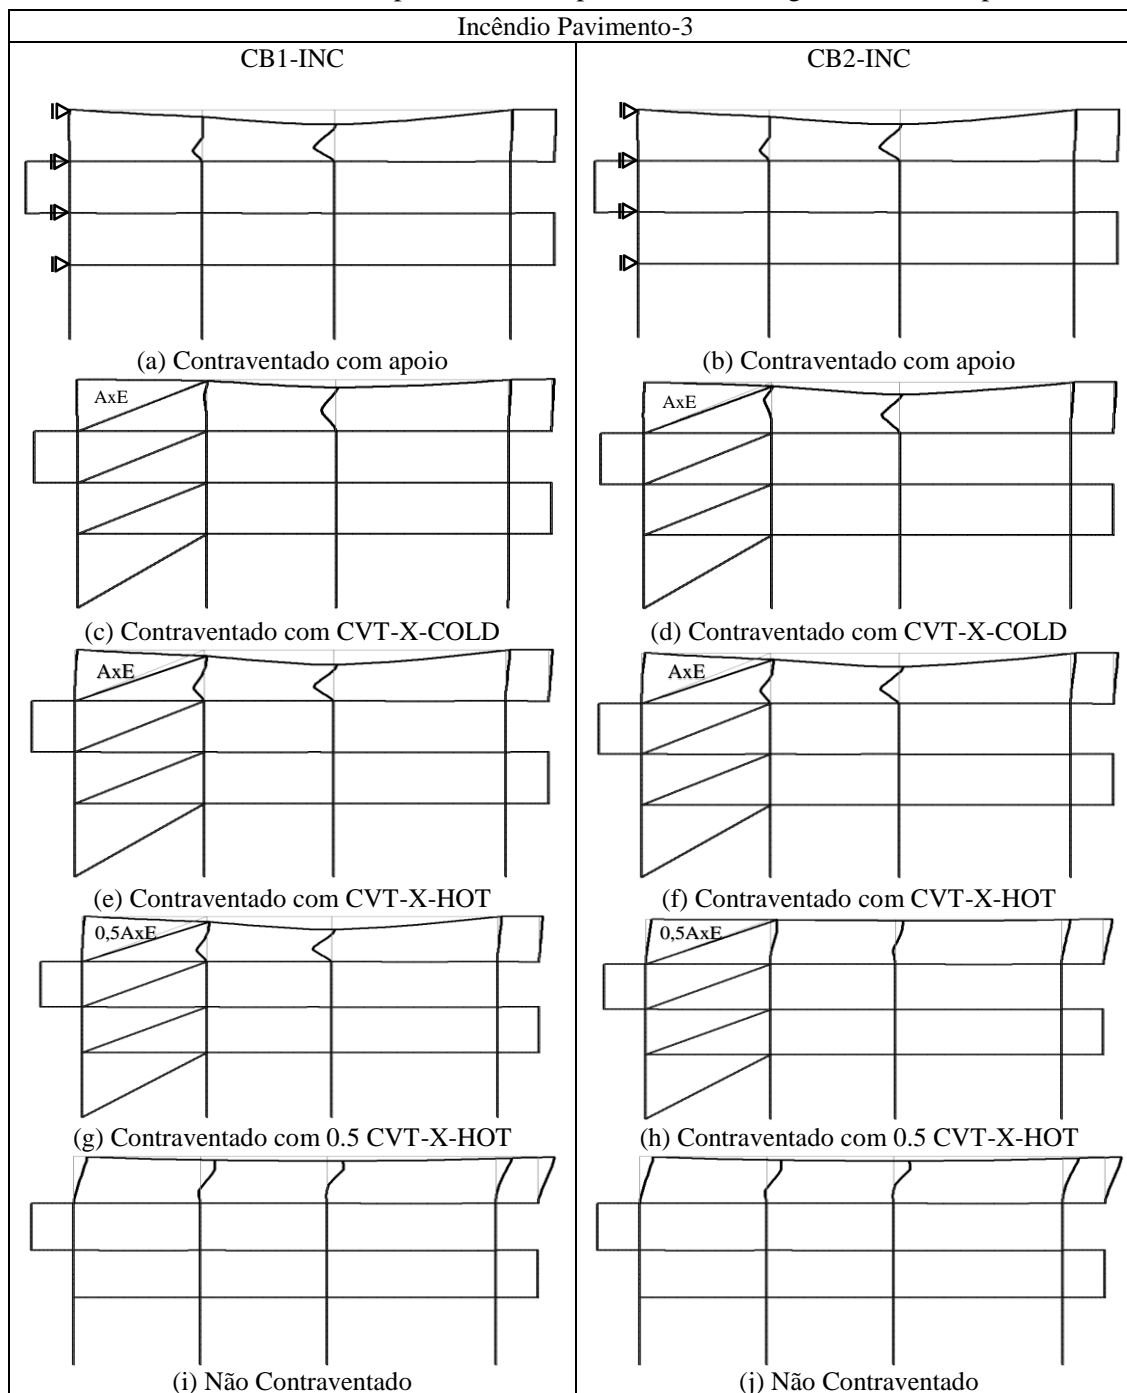 Incêndio Pavimento-3
CB1-INC
CB2-INC
(a) Contraventado com apoio
(b) Contraventado com apoio
AxE
AxE
(c) Contraventado com CVT-X-COLD
(d) Contraventado com CVT-X-COLD
AxE
AxE
(e) Contraventado com CVT-X-HOT
(f) Contraventado com CVT-X-HOT
0,5AxE
0,5AxE
(g) Contraventado com 0.5 CVT-X-HOT
(h) Contraventado com 0.5 CVT-X-HOT
(i) Não Contraventado
(j) Não Contraventado